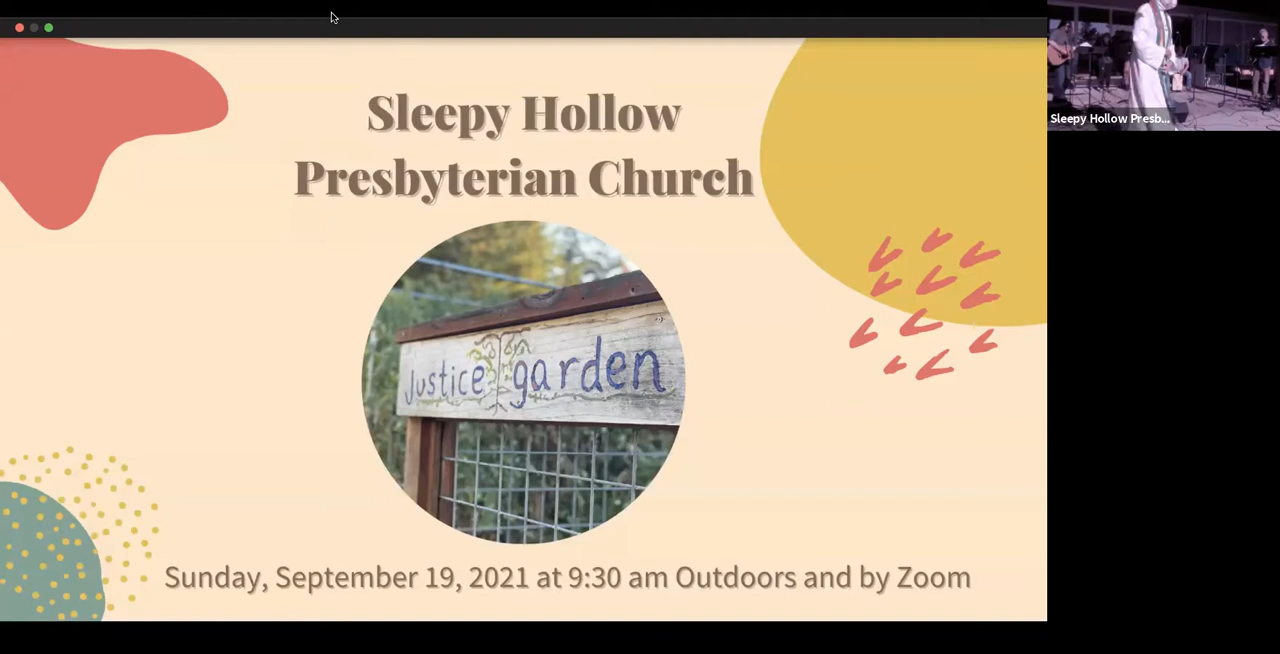 Sleepy Hollow
Presbyterian Church
Justice garden
Sunday, September 19, 2021 at 9:30 am Outdoors and by Zoom
Sleepy Hollow Presb...